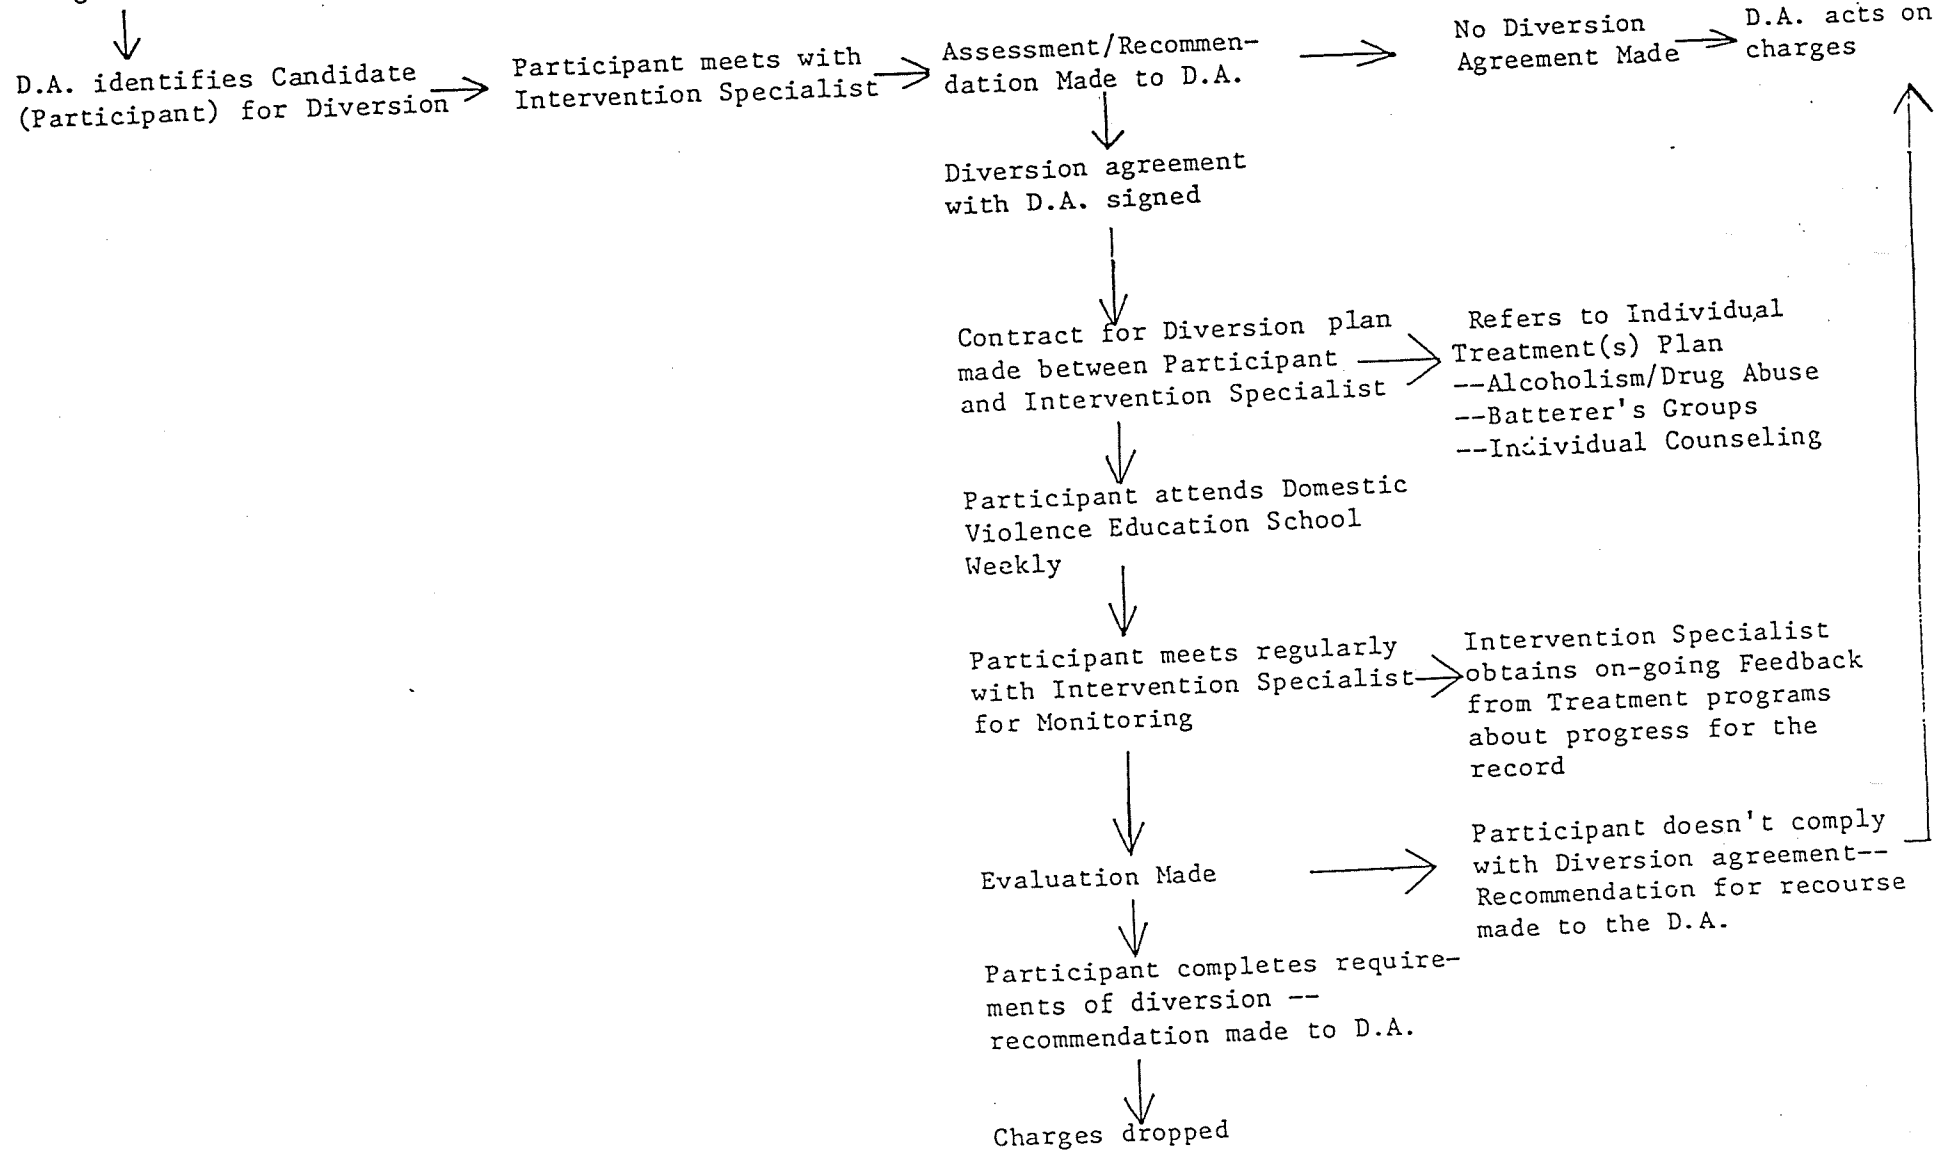 D.A. identifies Candidate
(Participant) for Diversion
Participant meets with
Intervention Specialist
Assessment/Recommen-
dation Made to D.A.
No Diversion
Agreement Made
D.A. acts on
charges
Diversion agreement
with D.A. signed
Contract for Diversion plan
made between Participant
and Intervention Specialist
Refers to Individual
Treatment(s) Plan
--Alcoholism/Drug Abuse
--Batterer's Groups
--Individual Counseling
Participant attends Domestic
Violence Education School
Weekly
Participant meets regularly
with Intervention Specialist
for Monitoring
Intervention Specialist
obtains on-going Feedback
from Treatment programs
about progress for the
record
Evaluation Made
Participant doesn't comply
with Diversion agreement--
Recommendation for recourse
made to the D.A.
Participant completes require-
ments of diversion --
recommendation made to D.A.
Charges dropped